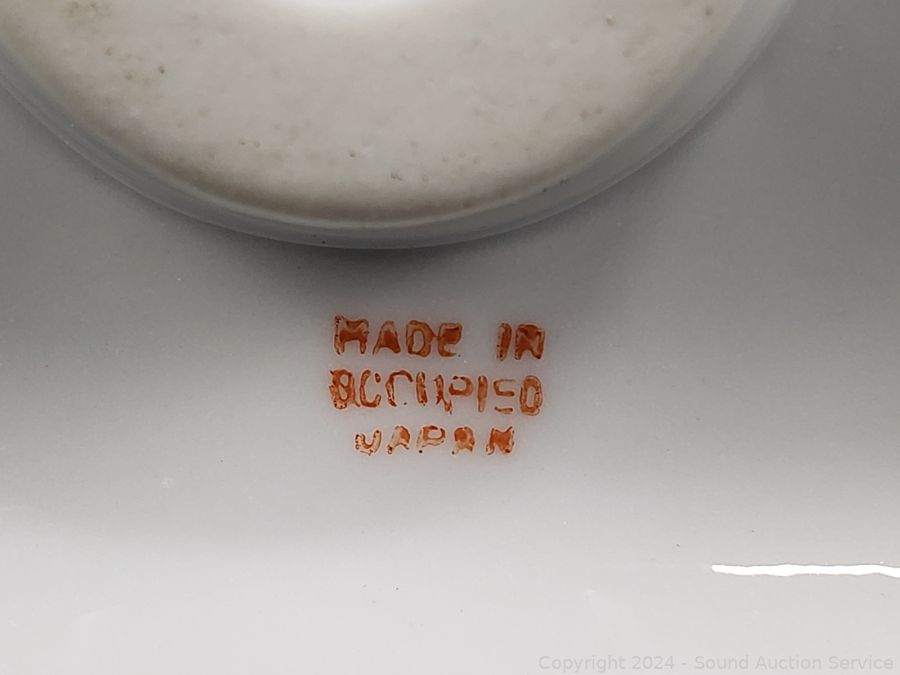 MADE IN
OCCUPIED
JAPAN
Copyright 2024 - Sound Auction Service